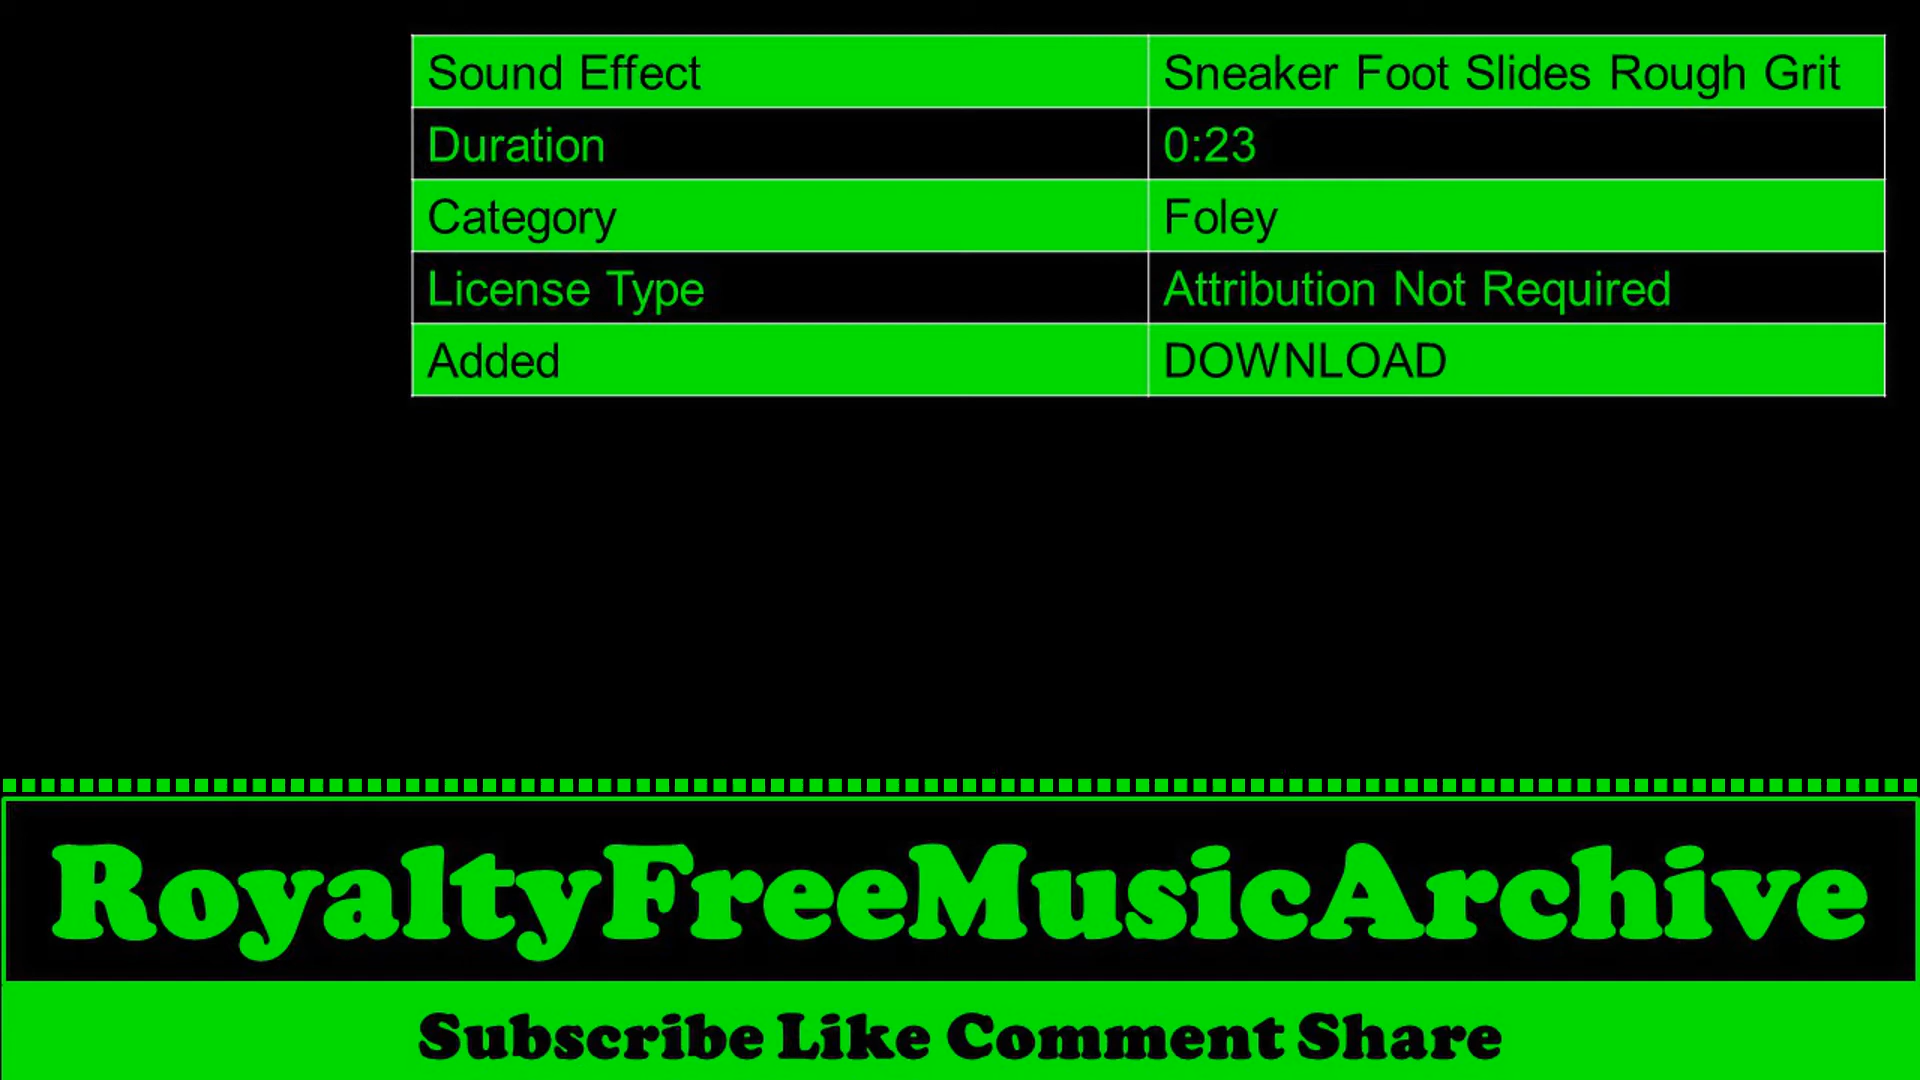 Sound Effect Sneaker Foot Slides Rough Grit
Duration 0:23
Category Foley
License Type Attribution Not Required
Added DOWNLOAD
RoyaltyFreeMusicArchive
Subscribe Like Comment Share